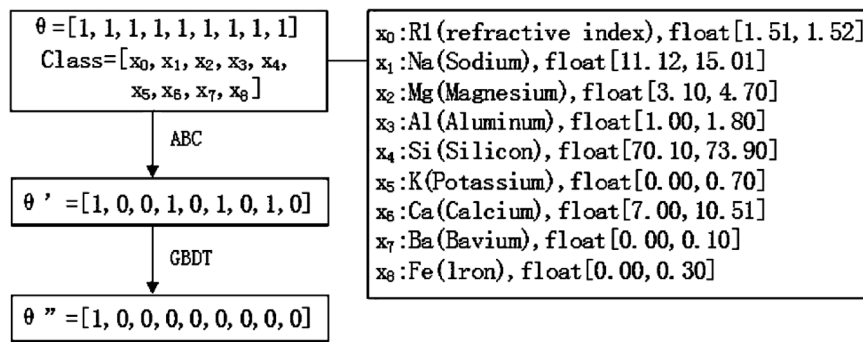 θ=[1, 1, 1, 1, 1, 1, 1, 1, 1]
Class=[x₀, x₁, x₂, x₃, x₄,
x₅, x₆, x₇, x₈]
ABC
θ'=[1, 0, 0, 1, 0, 1, 0, 1, 0]
GBDT
θ"=[1, 0, 0, 0, 0, 0, 0, 0, 0]
x₀:Rl(refractive index), float[1.51, 1.52]
x₁:Na(Sodium), float[11.12, 15.01]
x₂:Mg(Magnesium), float[3.10, 4.70]
x₃:Al(Aluminum), float[1.00, 1.80]
x₄:Si(Silicon), float[70.10, 73.90]
x₅:K(Potassium), float[0.00, 0.70]
x₆:Ca(Calcium), float[7.00, 10.51]
x₇:Ba(Bavium), float[0.00, 0.10]
x₈:Fe(lron), float[0.00, 0.30]